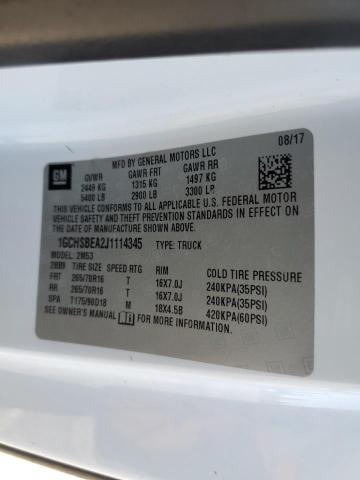 MFD BY GENERAL MOTORS LLC
08/17
GM
GVWR GAWR FRT GAWR RR
2449 KG 1315 KG 1497 KG
5400 LB 2900 LB 3300 LB
THIS VEHICLE CONFORMS TO ALL APPLICABLE U.S. FEDERAL MOTOR
VEHICLE SAFETY AND THEFT PREVENTION STANDARDS IN EFFECT ON
THE DATE OF MANUFACTURE SHOWN ABOVE.
1GCHSBEA2J1114345 TYPE: TRUCK
MODEL: 2M53
2BB9 TIRE SIZE SPEED RTG RIM COLD TIRE PRESSURE
FRT 265/70R16 T 16X7.0J 240KPA(35PSI)
RR 265/70R16 T 16X7.0J 240KPA(35PSI)
SPA T175/90D18 M 18X4.5B 420KPA(60PSI)
SEE OWNER'S MANUAL FOR MORE INFORMATION.